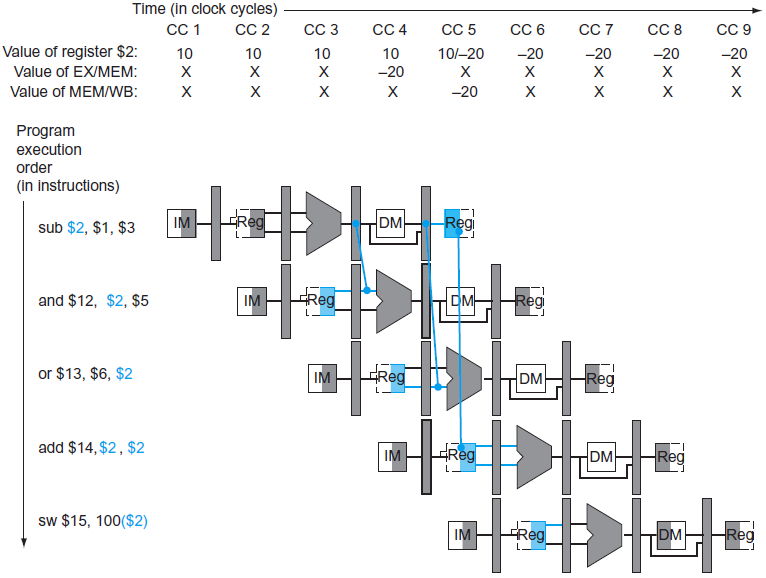 Time (in clock cycles)
CC 1 CC 2 CC 3 CC 4 CC 5 CC 6 CC 7 CC 8 CC 9
Value of register $2: 10 10 10 10 10/–20 –20 –20 –20 –20
Value of EX/MEM: X X X –20 X X X X X
Value of MEM/WB: X X X X –20 X X X X
Program
execution
order
(in instructions)
sub $2, $1, $3 IM Reg DM Reg
and $12, $2, $5 IM Reg DM Reg
or $13, $6, $2 IM Reg DM Reg
add $14, $2 , $2 IM Reg DM Reg
sw $15, 100($2) IM Reg DM Reg